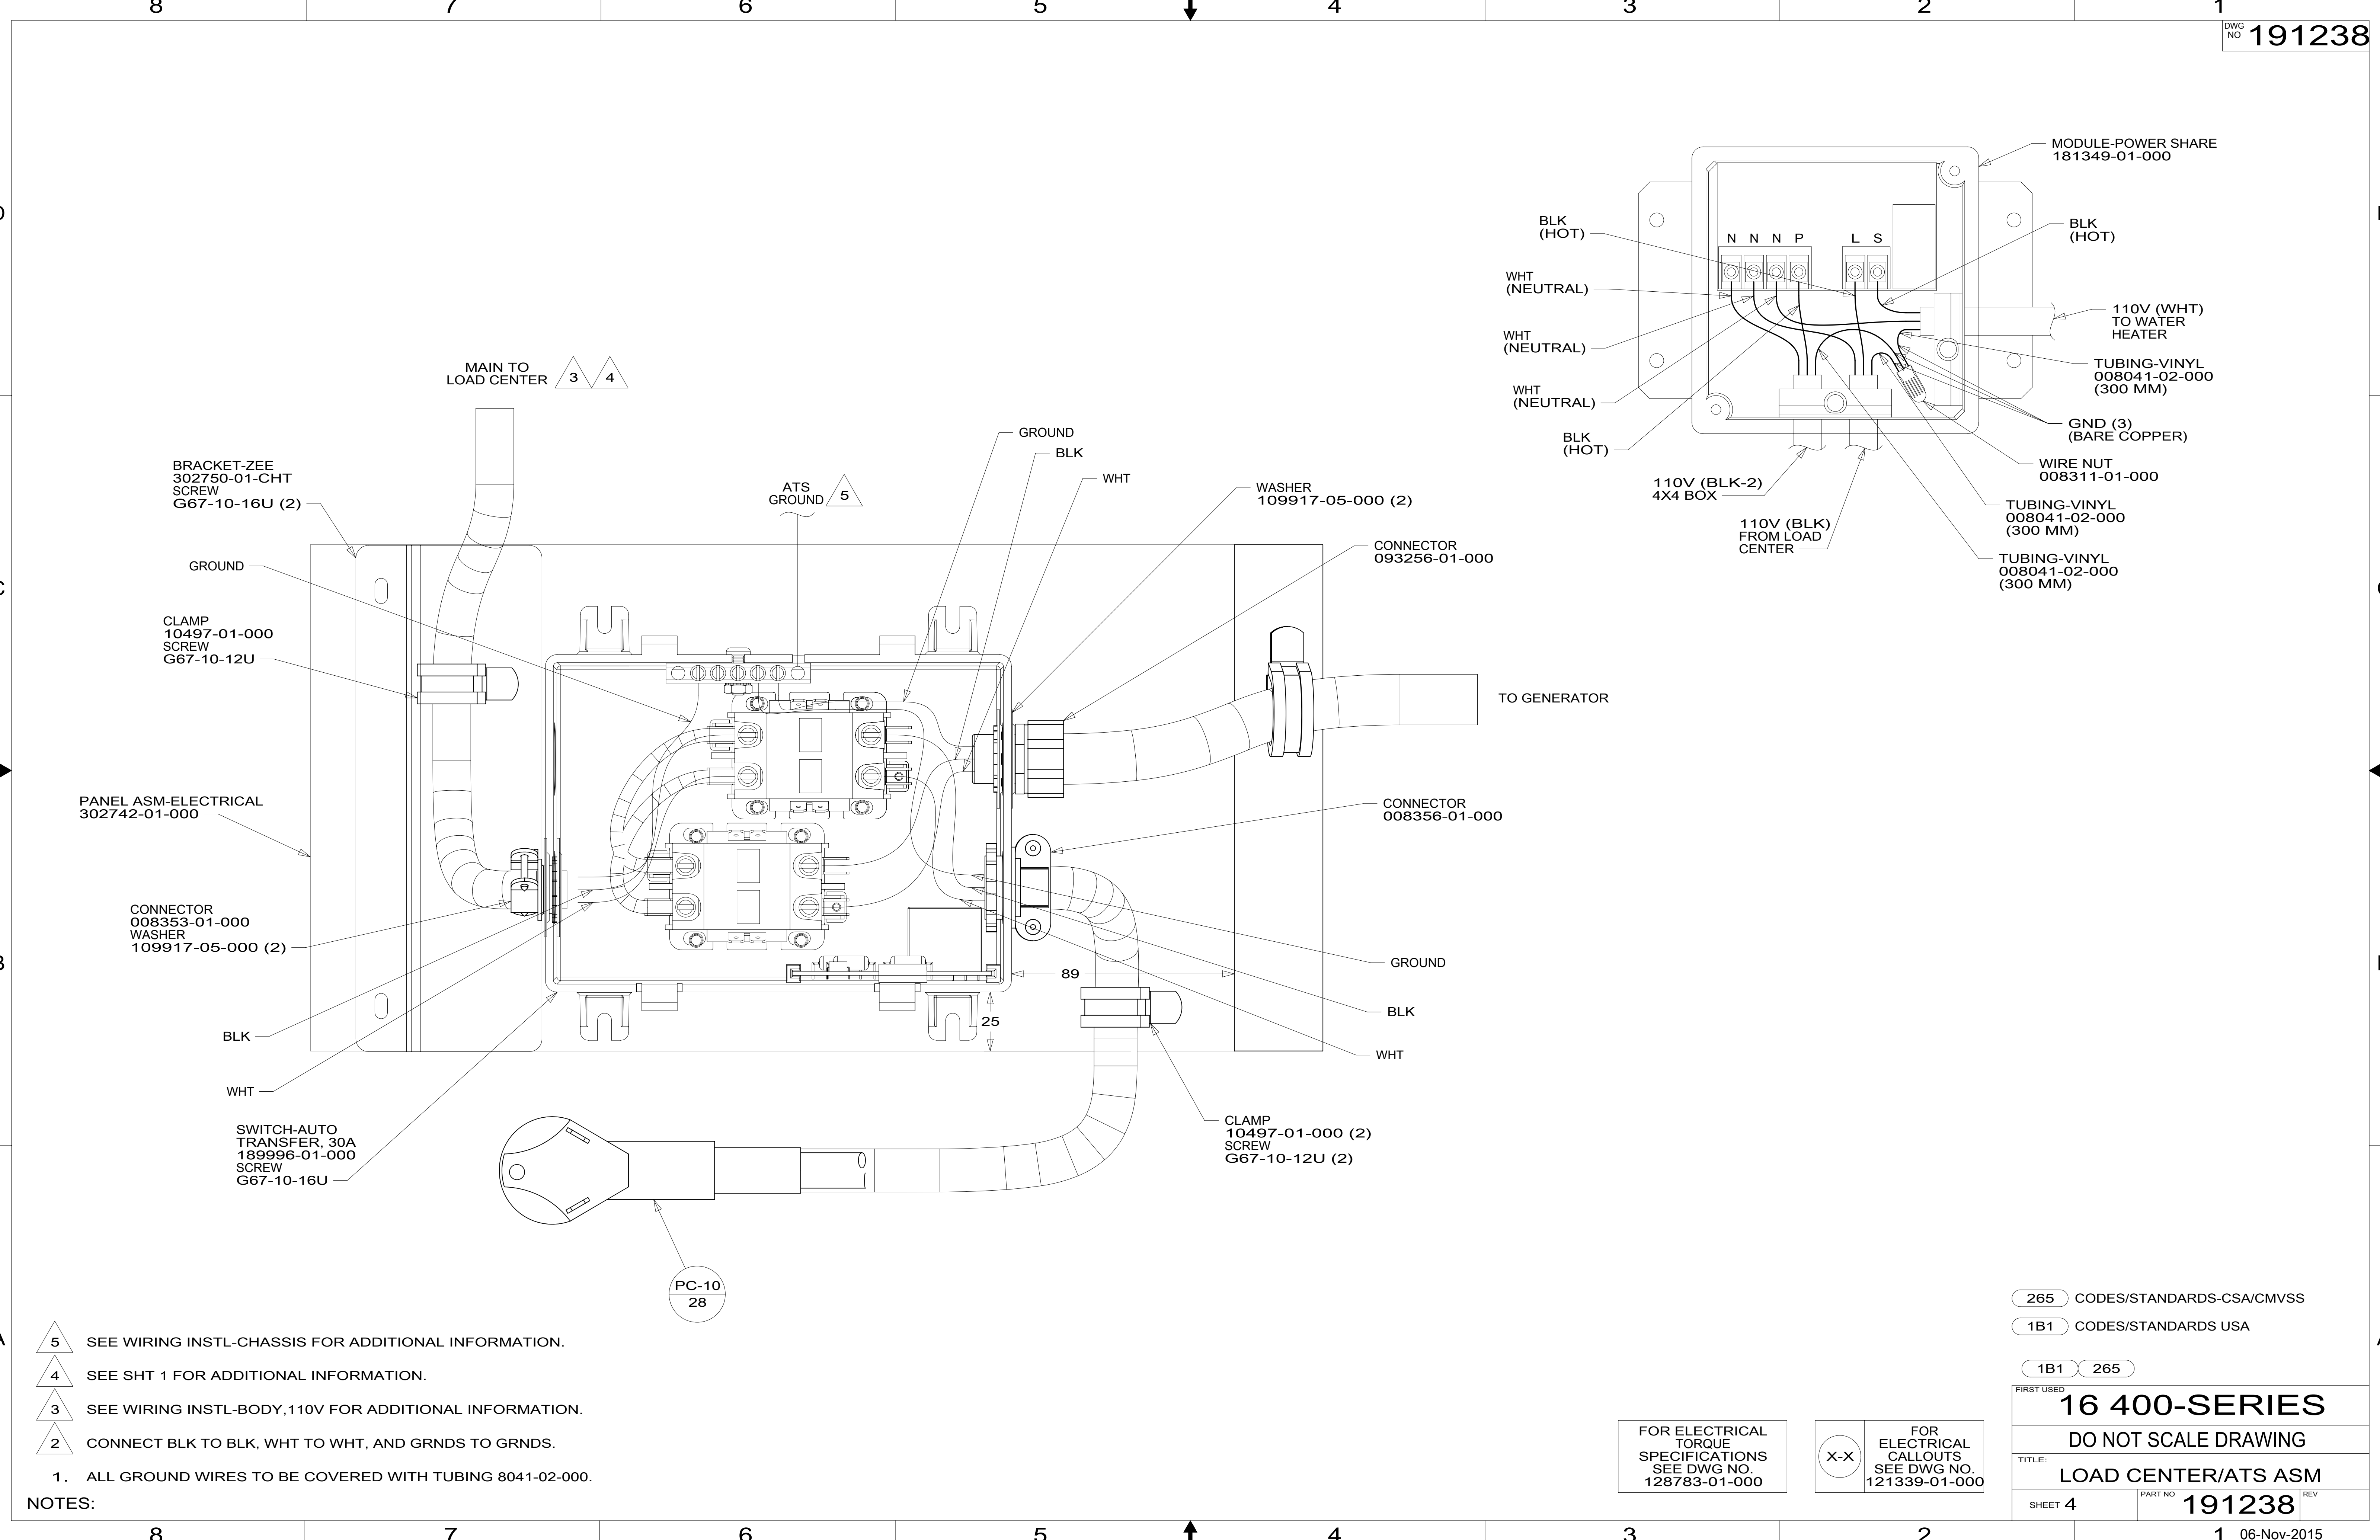 8 7 6 5 4 3 2 1
DWG
NO 191238
MODULE-POWER SHARE
181349-01-000
BLK
(HOT)
BLK
(HOT)
N N N P L S
WHT
(NEUTRAL)
110V (WHT)
TO WATER
HEATER
WHT
(NEUTRAL)
TUBING-VINYL
008041-02-000
(300 MM)
WHT
(NEUTRAL)
GND (3)
(BARE COPPER)
BLK
(HOT)
WIRE NUT
008311-01-000
110V (BLK-2)
4X4 BOX
TUBING-VINYL
008041-02-000
(300 MM)
110V (BLK)
FROM LOAD
CENTER
TUBING-VINYL
008041-02-000
(300 MM)
MAIN TO
LOAD CENTER 3 4
GROUND
BLK
WHT
BRACKET-ZEE
302750-01-CHT
SCREW
G67-10-16U (2)
ATS
GROUND 5
WASHER
109917-05-000 (2)
CONNECTOR
093256-01-000
GROUND
CLAMP
10497-01-000
SCREW
G67-10-12U
TO GENERATOR
PANEL ASM-ELECTRICAL
302742-01-000
CONNECTOR
008356-01-000
CONNECTOR
008353-01-000
WASHER
109917-05-000 (2)
GROUND
89
BLK
25
BLK
WHT
WHT
SWITCH-AUTO
TRANSFER, 30A
189996-01-000
SCREW
G67-10-16U
CLAMP
10497-01-000 (2)
SCREW
G67-10-12U (2)
PC-10
28
5 SEE WIRING INSTL-CHASSIS FOR ADDITIONAL INFORMATION.
4 SEE SHT 1 FOR ADDITIONAL INFORMATION.
3 SEE WIRING INSTL-BODY,110V FOR ADDITIONAL INFORMATION.
2 CONNECT BLK TO BLK, WHT TO WHT, AND GRNDS TO GRNDS.
1. ALL GROUND WIRES TO BE COVERED WITH TUBING 8041-02-000.
NOTES:
265 CODES/STANDARDS-CSA/CMVSS
1B1 CODES/STANDARDS USA
1B1 265
FOR ELECTRICAL
TORQUE
SPECIFICATIONS
SEE DWG NO.
128783-01-000
X-X
FOR
ELECTRICAL
CALLOUTS
SEE DWG NO.
121339-01-000
FIRST USED
16 400-SERIES
DO NOT SCALE DRAWING
TITLE:
LOAD CENTER/ATS ASM
SHEET 4 PART NO 191238 REV
8 7 6 5 4 3 2 1 06-Nov-2015